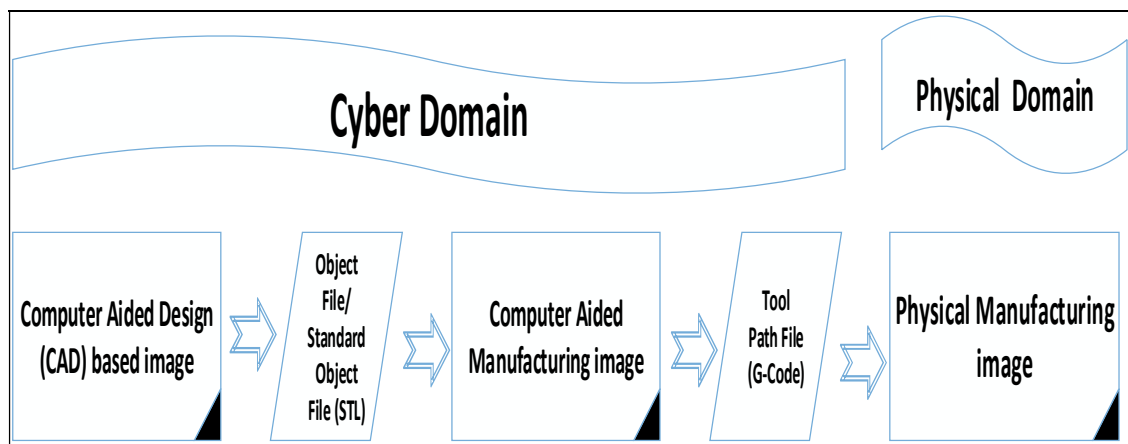 Cyber Domain
Physical Domain
Computer Aided Design
(CAD) based image
Object
File/
Standard
Object
File (STL)
Computer Aided
Manufacturing image
Tool
Path File
(G-Code)
Physical Manufacturing
image